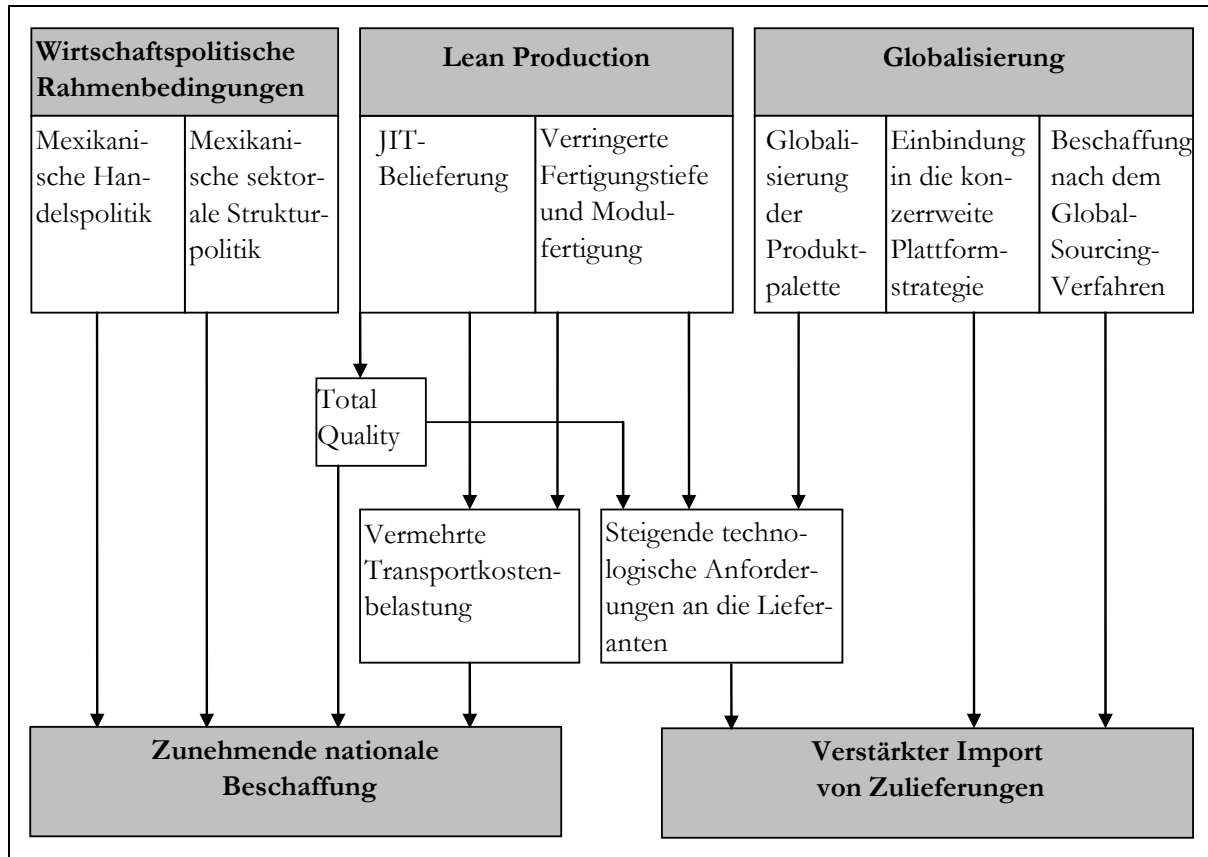 Wirtschaftspolitische
Rahmenbedingungen
Lean Production
Globalisierung
Mexikani-
sche Han-
delspolitik
Mexikani-
sche sektor-
ale Struktur-
politik
JIT-
Belieferung
Verringerte
Fertigungstiefe
und Modul-
fertigung
Globali-
sierung
der
Produkt-
palette
Einbindung
in die kon-
zerrweite
Plattform-
strategie
Beschaffung
nach dem
Global-
Sourcing-
Verfahren
Total
Quality
Vermehrte
Transportkosten-
belastung
Steigende techno-
logische Anforder-
ungen an die Liefer-
anten
Zunehmende nationale
Beschaffung
Verstärkter Import
von Zulieferungen